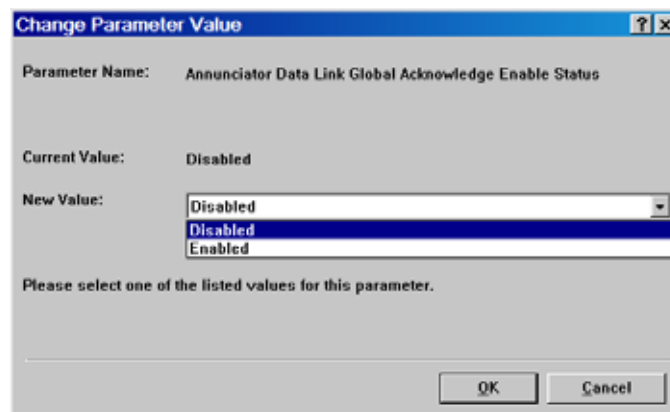 Change Parameter Value
Parameter Name: Annunciator Data Link Global Acknowledge Enable Status
Current Value: Disabled
New Value: Disabled
Disabled
Enabled
Please select one of the listed values for this parameter.
OK Cancel